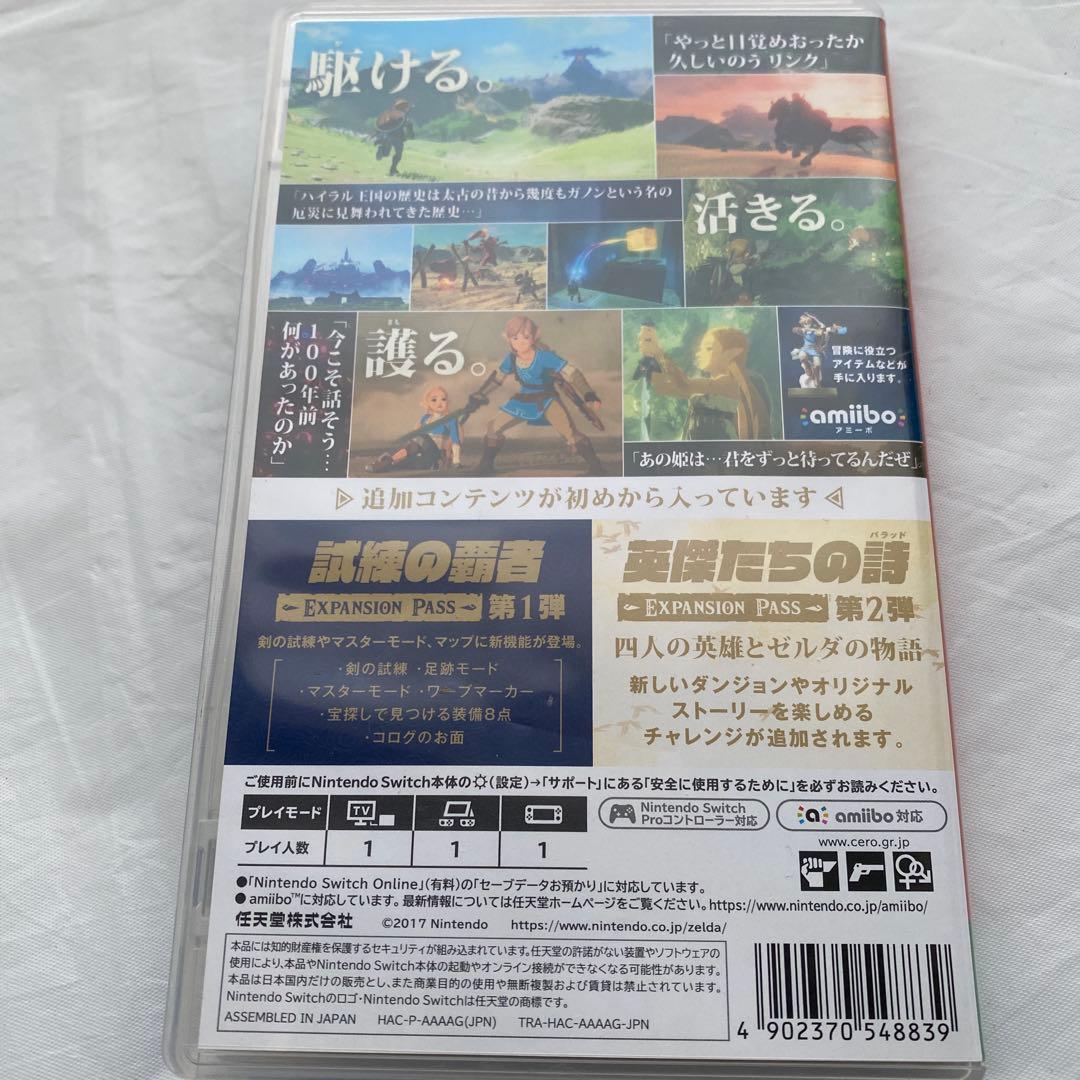 駆ける。
「やっと目覚めおったか
久しいのう リンク」
「ハイラル王国の歴史は太古の昔から幾度もガノンという名の
厄災に見舞われてきた歴史…」
活きる。
「今こそ話そう…
100年前
何があったのか」
まも
護る。
冒険に役立つ
アイテムなどが
手に入ります。
amiibo
アミーボ
「あの姫は…君をずっと待ってるんだぜ」
追加コンテンツが初めから入っています
試練の覇者
EXPANSION PASS 第1弾
剣の試練やマスターモード、マップに新機能が登場。
・剣の試練 ・足跡モード
・マスターモード ・ワープマーカー
・宝探しで見つける装備8点
・コログのお面
バラッド
英傑たちの詩
EXPANSION PASS 第2弾
四人の英雄とゼルダの物語
新しいダンジョンやオリジナル
ストーリーを楽しめる
チャレンジが追加されます。
ご使用前にNintendo Switch本体の(設定)→「サポート」にある「安全に使用するために」を必ずお読みください。
プレイモード TV
プレイ人数 1 1 1
Nintendo Switch
Proコントローラー対応
amiibo 対応
www.cero.gr.jp
●「Nintendo Switch Online」(有料)の「セーブデータお預かり」に対応しています。
● amiibo™に対応しています。最新情報については任天堂ホームページをご覧ください。https://www.nintendo.co.jp/amiibo/
任天堂株式会社 ©2017 Nintendo https://www.nintendo.co.jp/zelda/
本品には知的財産権を保護するセキュリティが組み込まれています。任天堂の許諾がない装置やソフトウェアの
使用により、本品やNintendo Switch本体の起動やオンライン接続ができなくなる可能性があります。
本品は日本国内だけの販売とし、また商業目的の使用や無断複製および賃貸は禁止されています。
Nintendo Switchのロゴ・Nintendo Switchは任天堂の商標です。
ASSEMBLED IN JAPAN HAC-P-AAAAG(JPN) TRA-HAC-AAAAG-JPN
4 902370 548839